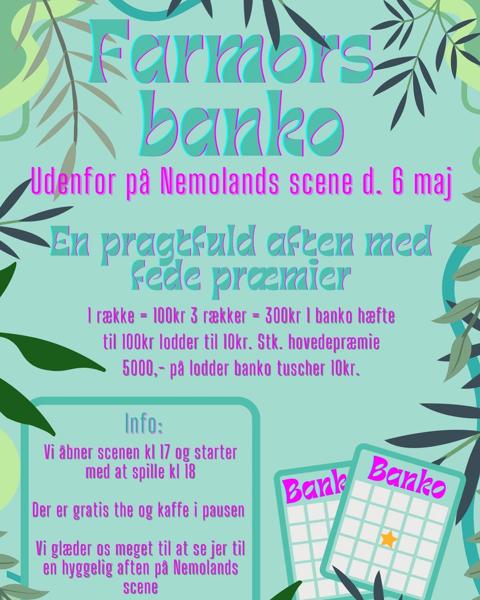 Farmors
banko
Udenfor på Nemolands scene d. 6 maj
En pragtfuld aften med
fede præmier
1 række = 100kr 3 rækker = 300kr 1 banko hæfte
til 100kr lodder til 10kr. Stk. hovedepræmie
5000,- på lodder banko tuscher 10kr.
Info:
Vi åbner scenen kl 17 og starter
med at spille kl 18
Der er gratis the og kaffe i pausen
Vi glæder os meget til at se jer til
en hyggelig aften på Nemolands
scene
Bank
Banko